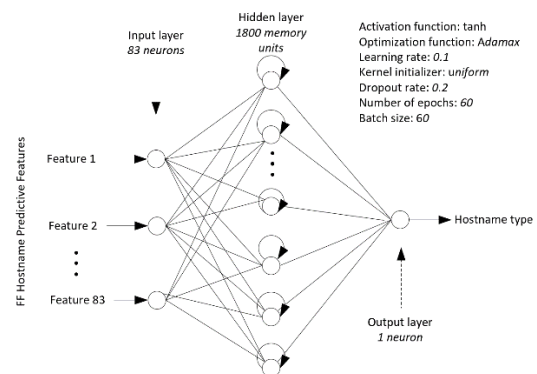 Input layer
83 neurons
Hidden layer
1800 memory
units
Activation function: tanh
Optimization function: Adamax
Learning rate: 0.1
Kernel initializer: uniform
Dropout rate: 0.2
Number of epochs: 60
Batch size: 60
FF Hostname Predictive Features
Feature 1
Feature 2
Feature 83
Hostname type
Output layer
1 neuron